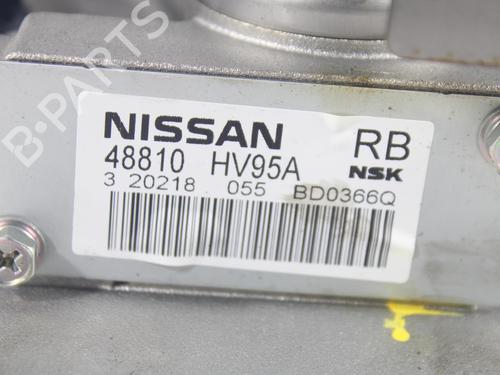 B-PARTS
NISSAN RB
48810 HV95A NSK
3 20218 055 BD0366Q